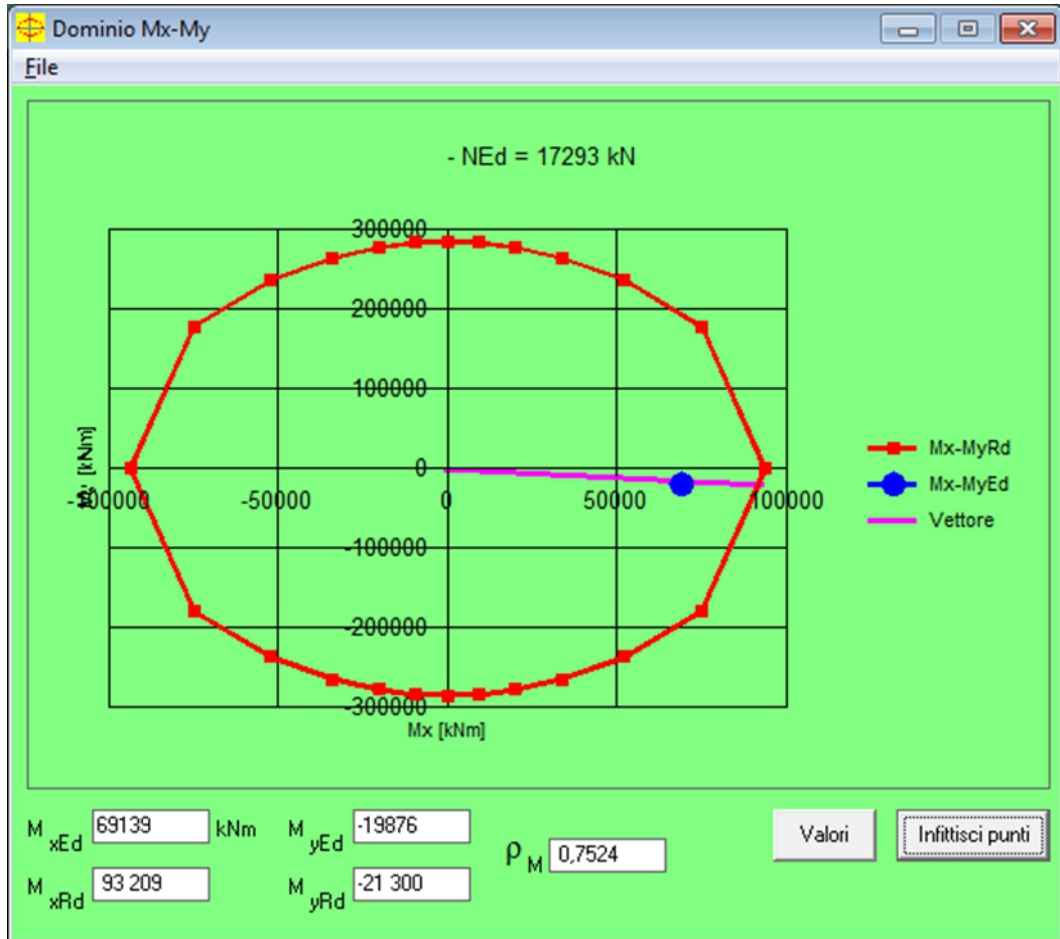 Dominio Mx-My
File
- NEd = 17293 kN
300000
200000
100000
0
-100000 -50000 0 50000 100000
-100000
-200000
-300000
Mx [kNm]
[kNm]
Mx-MyRd
Mx-MyEd
Vettore
M xEd 69139 kNm M yEd -19876
ρ M 0,7524
Valori
Infittisci punti
M xRd 93 209 M yRd -21 300